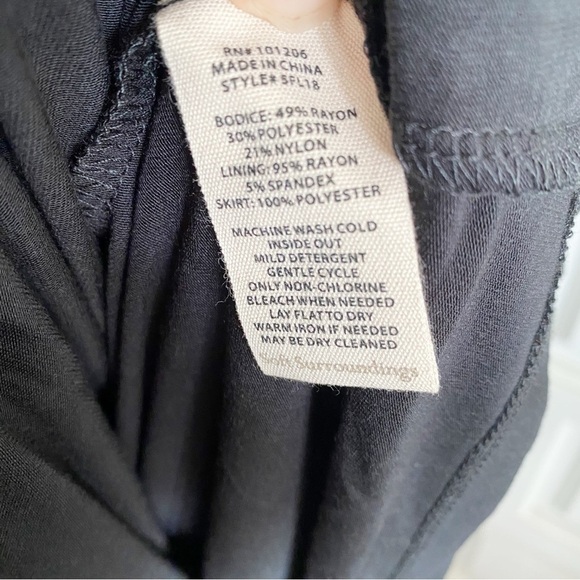 RN# 101206
MADE IN CHINA
STYLE# 5FL18
BODICE: 49% RAYON
30% POLYESTER
21% NYLON
LINING: 95% RAYON
5% SPANDEX
SKIRT: 100% POLYESTER
MACHINE WASH COLD
INSIDE OUT
MILD DETERGENT
GENTLE CYCLE
ONLY NON-CHLORINE
BLEACH WHEN NEEDED
LAY FLAT TO DRY
WARM IRON IF NEEDED
MAY BE DRY CLEANED
Soft Surroundings